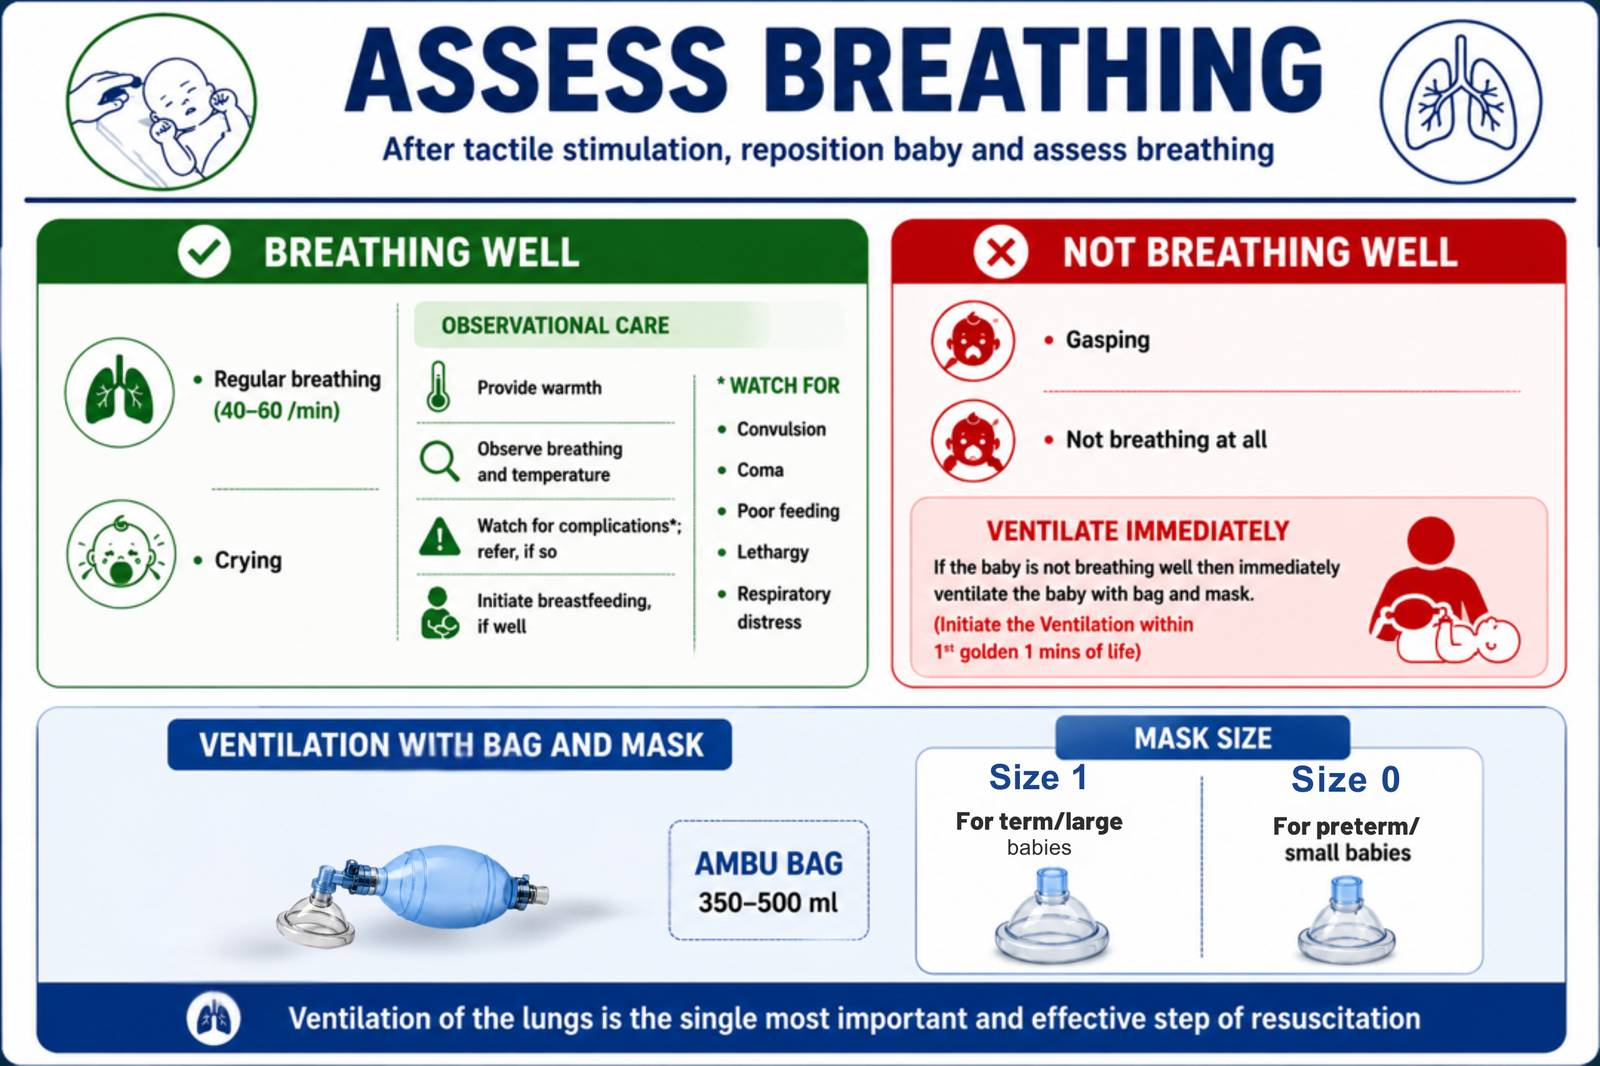 ASSESS BREATHING
After tactile stimulation, reposition baby and assess breathing
BREATHING WELL
• Regular breathing
(40–60 /min)
• Crying
OBSERVATIONAL CARE
Provide warmth
Observe breathing
and temperature
Watch for complications*;
refer, if so
Initiate breastfeeding,
if well
* WATCH FOR
• Convulsion
• Coma
• Poor feeding
• Lethargy
• Respiratory
distress
NOT BREATHING WELL
• Gasping
• Not breathing at all
VENTILATE IMMEDIATELY
If the baby is not breathing well then immediately
ventilate the baby with bag and mask.
(Initiate the Ventilation within
1st golden 1 mins of life)
VENTILATION WITH BAG AND MASK
AMBU BAG
350–500 ml
MASK SIZE
Size 1
For term/large
babies
Size 0
For preterm/
small babies
Ventilation of the lungs is the single most important and effective step of resuscitation